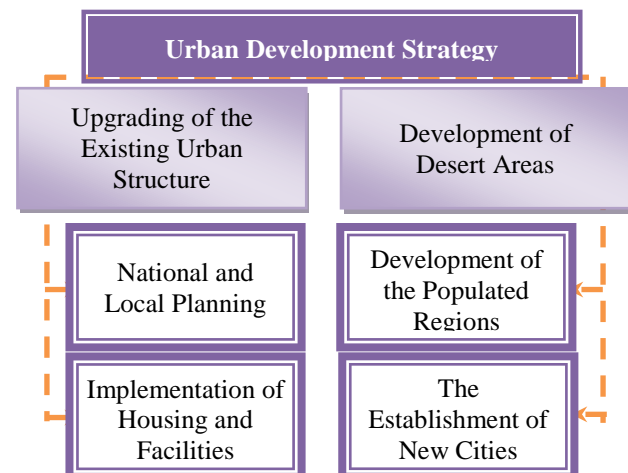 Urban Development Strategy
Upgrading of the
Existing Urban
Structure
Development of
Desert Areas
National and
Local Planning
Development of
the Populated
Regions
Implementation of
Housing and
Facilities
The
Establishment of
New Cities